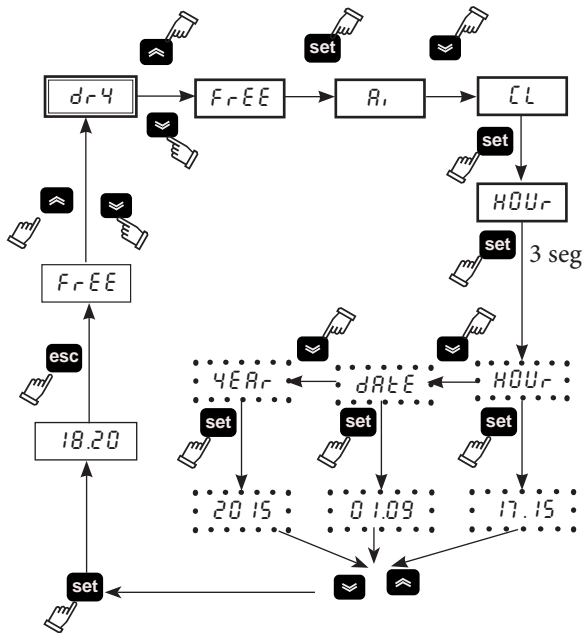 set
dr4 FrEE Ai CL
set
HOUr
set 3 seg
FrEE
esc
YEAr dAtE HOUr
set set set
18.20
2015 01.09 17.15
set